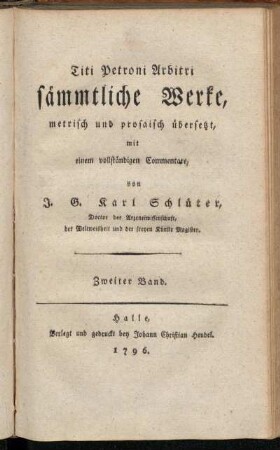 Titi Petroni Arbitri
sämmtliche Werke,
metrisch und prosaisch übersetzt,
mit
einem vollständigen Commentare,
von
J. G. Karl Schlüter,
Doctor der Arzeneiwissenschaft,
der Weltweisheit und der freyen Künste Magister.
Zweiter Band.
Halle,
Verlegt und gedruckt bey Johann Christian Hendel.
1796.